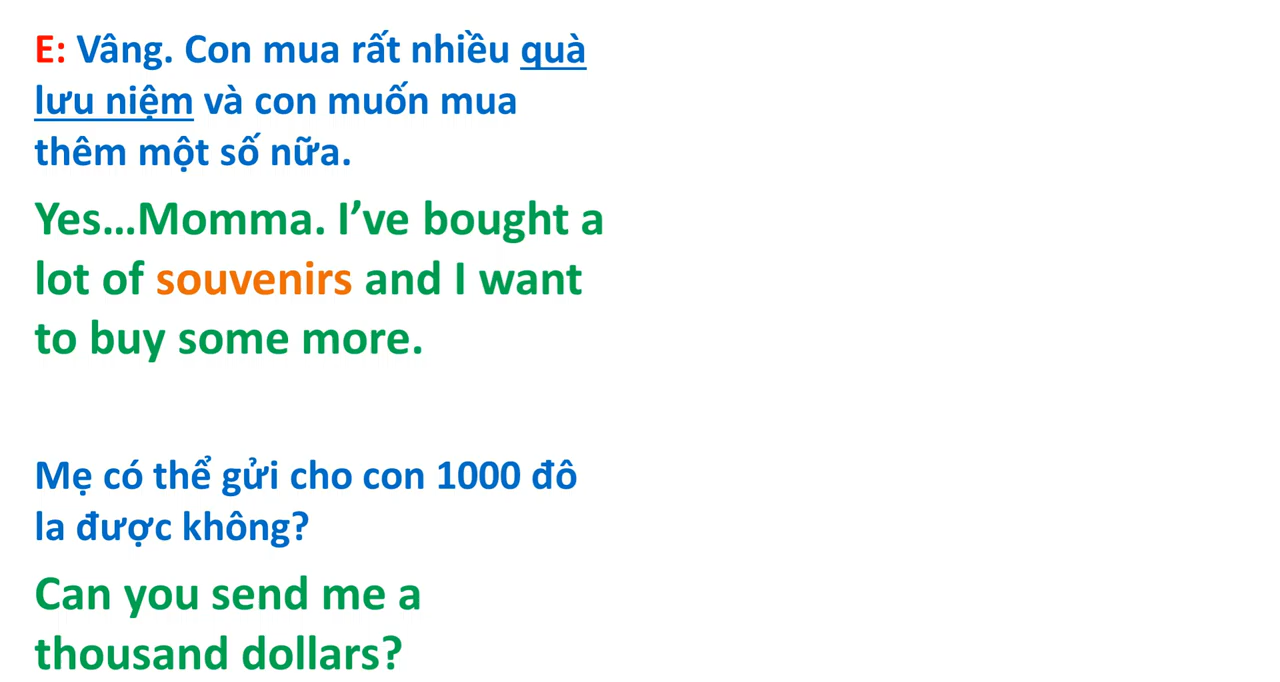 E: Vâng. Con mua rất nhiều quà
lưu niệm và con muốn mua
thêm một số nữa.
Yes…Momma. I’ve bought a
lot of souvenirs and I want
to buy some more.
Mẹ có thể gửi cho con 1000 đô
la được không?
Can you send me a
thousand dollars?